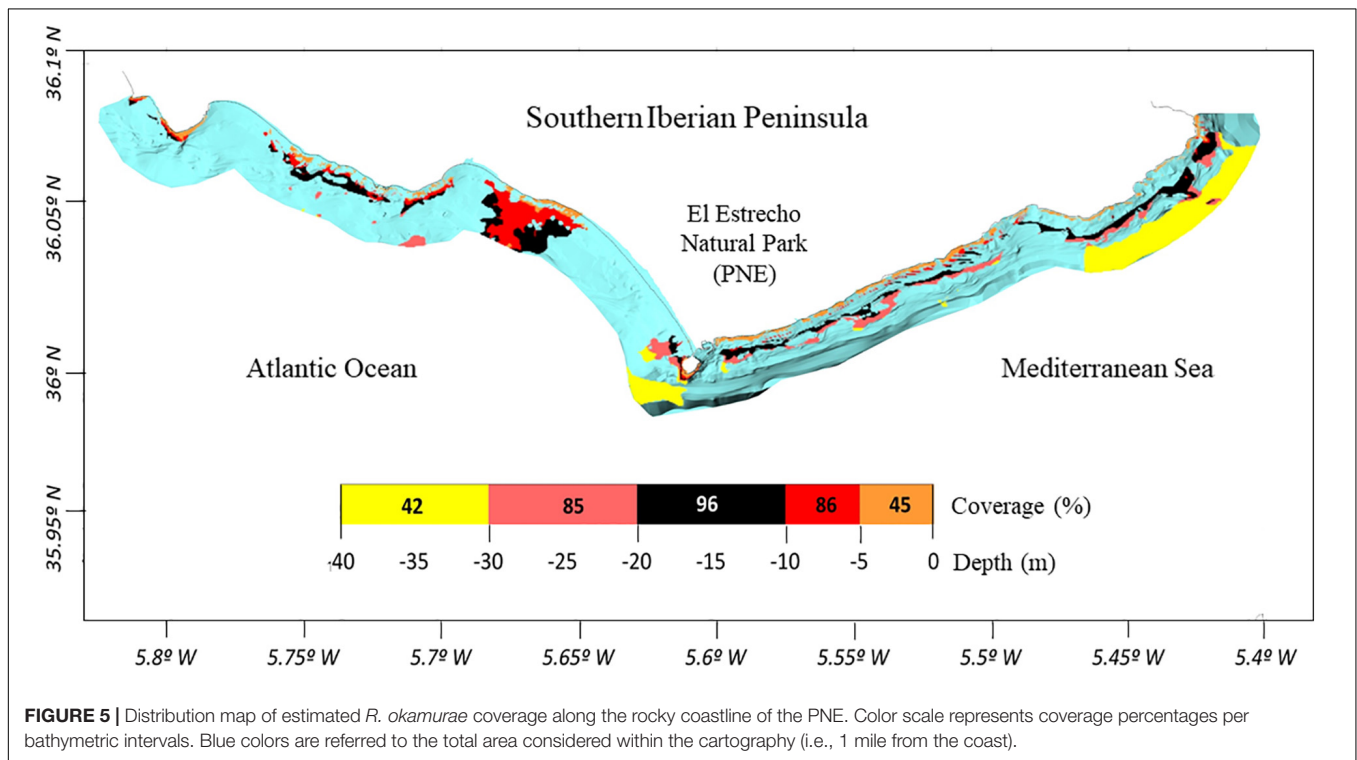 36.1º N
36.05º N
36º N
35.95º N
Southern Iberian Peninsula
El Estrecho
Natural Park
(PNE)
Atlantic Ocean
Mediterranean Sea
42 85 96 86 45 Coverage (%)
-40 -35 -30 -25 -20 -15 -10 -5 0 Depth (m)
5.8º W 5.75º W 5.7º W 5.65º W 5.6º W 5.55º W 5.5º W 5.45º W 5.4º W
FIGURE 5 | Distribution map of estimated R. okamurae coverage along the rocky coastline of the PNE. Color scale represents coverage percentages per
bathymetric intervals. Blue colors are referred to the total area considered within the cartography (i.e., 1 mile from the coast).